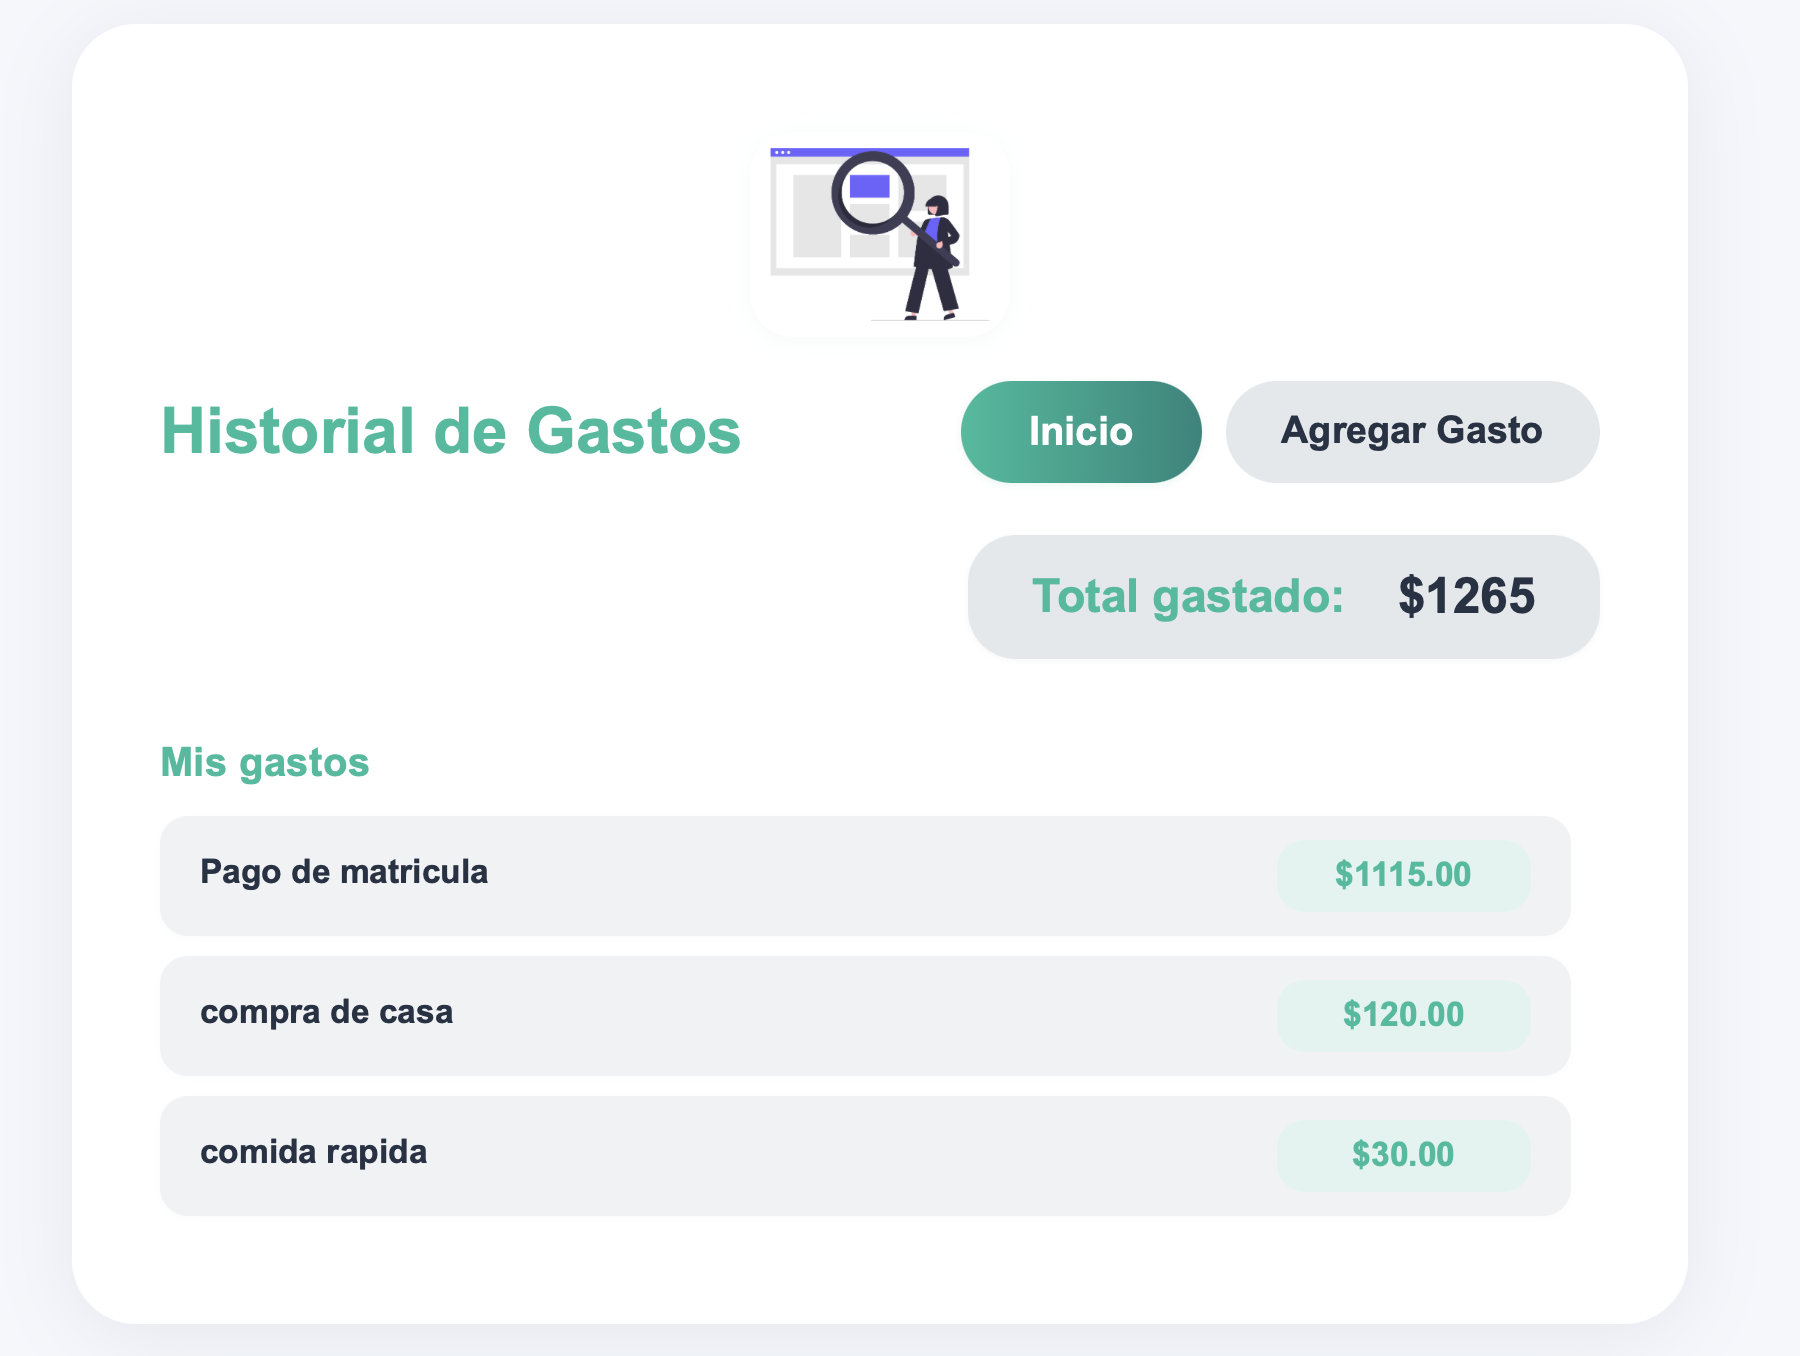 Historial de Gastos
Inicio
Agregar Gasto
Total gastado: $1265
Mis gastos
Pago de matricula $1115.00
compra de casa $120.00
comida rapida $30.00